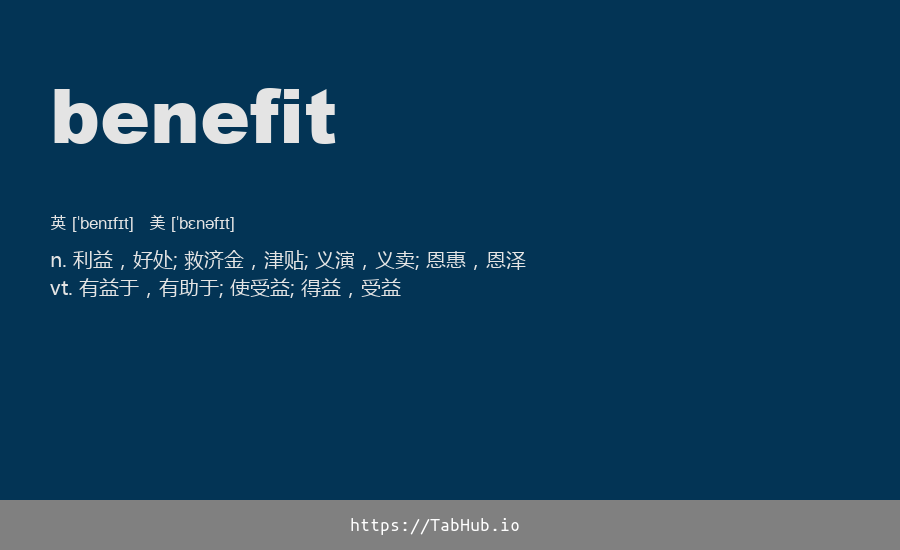 benefit
英 [ˈbenɪfɪt] 美 [ˈbɛnəfɪt]
n. 利益，好处; 救济金，津贴; 义演，义卖; 恩惠，恩泽
vt. 有益于，有助于; 使受益; 得益，受益
https://TabHub.io